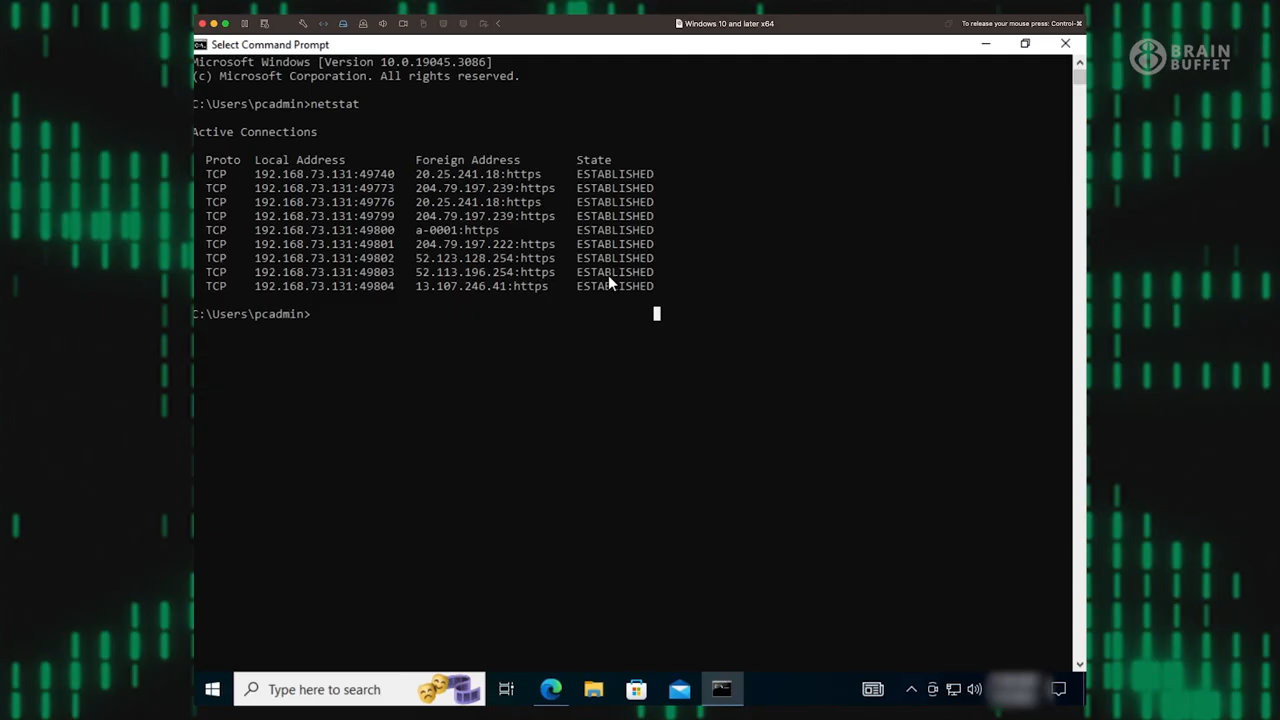 Windows 10 and later x64
To release your mouse press: Control-⌘
Select Command Prompt
BRAIN
BUFFET
Microsoft Windows [Version 10.0.19045.3086]
(c) Microsoft Corporation. All rights reserved.
C:\Users\pcadmin>netstat
Active Connections
Proto Local Address Foreign Address State
TCP 192.168.73.131:49740 20.25.241.18:https ESTABLISHED
TCP 192.168.73.131:49773 204.79.197.239:https ESTABLISHED
TCP 192.168.73.131:49776 20.25.241.18:https ESTABLISHED
TCP 192.168.73.131:49799 204.79.197.239:https ESTABLISHED
TCP 192.168.73.131:49800 a-0001:https ESTABLISHED
TCP 192.168.73.131:49801 204.79.197.222:https ESTABLISHED
TCP 192.168.73.131:49802 52.123.128.254:https ESTABLISHED
TCP 192.168.73.131:49803 52.113.196.254:https ESTABLISHED
TCP 192.168.73.131:49804 13.107.246.41:https ESTABLISHED
C:\Users\pcadmin>
Type here to search